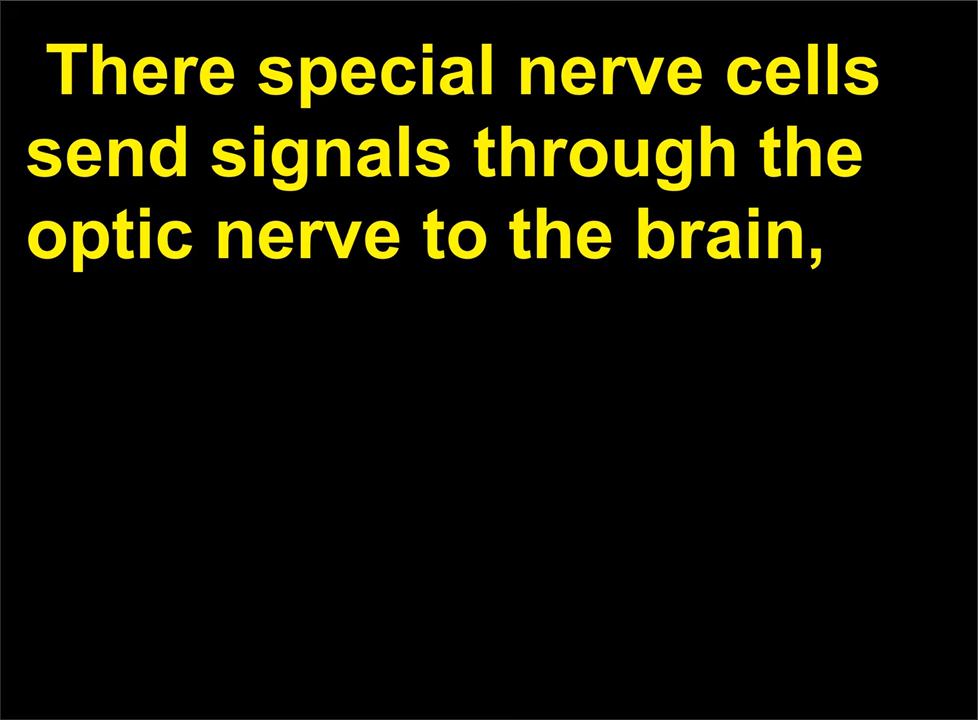 There special nerve cells
send signals through the
optic nerve to the brain,